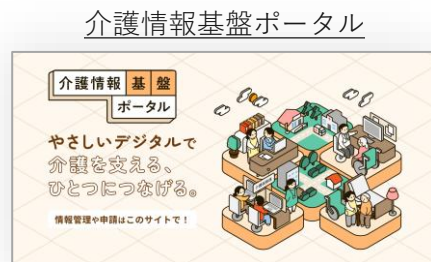 介護情報基盤ポータル
介護情報基盤
ポータル
やさしいデジタルで
介護を支える、
ひとつにつなげる。
情報管理や申請はこのサイトで！